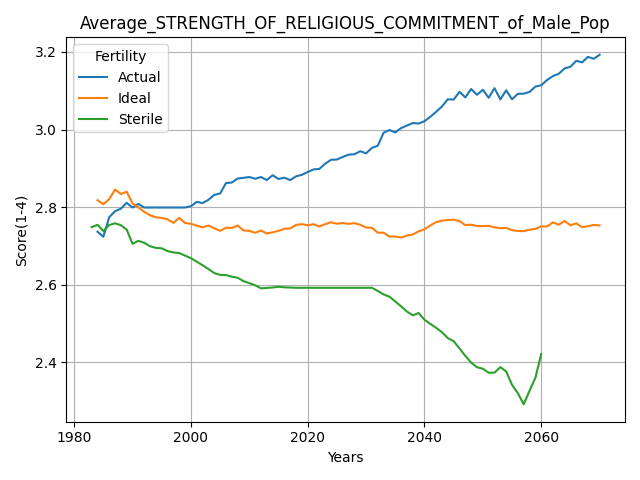 Average_STRENGTH_OF_RELIGIOUS_COMMITMENT_of_Male_Pop
Fertility
Actual
Ideal
Sterile
Score(1-4)
3.2
3.0
2.8
2.6
2.4
1980
2000
2020
2040
2060
Years